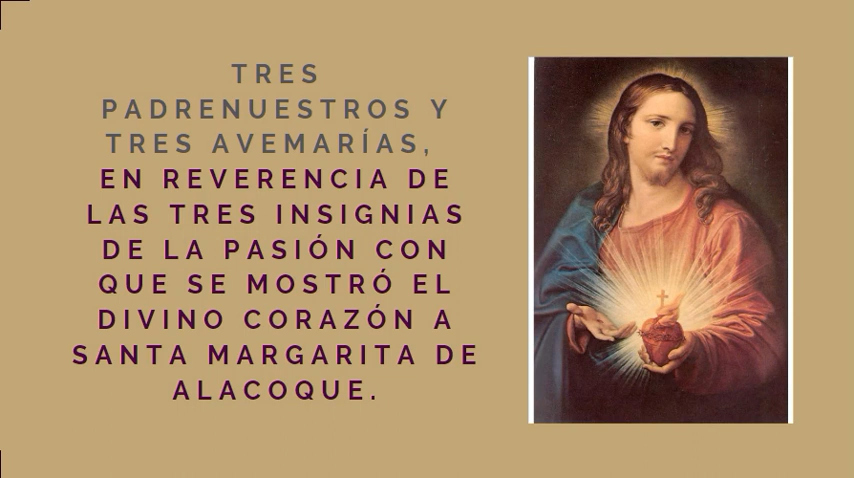 TRES
PADRENUESTROS Y
TRES AVEMARÍAS,
EN REVERENCIA DE
LAS TRES INSIGNIAS
DE LA PASIÓN CON
QUE SE MOSTRÓ EL
DIVINO CORAZÓN A
SANTA MARGARITA DE
ALACOQUE.